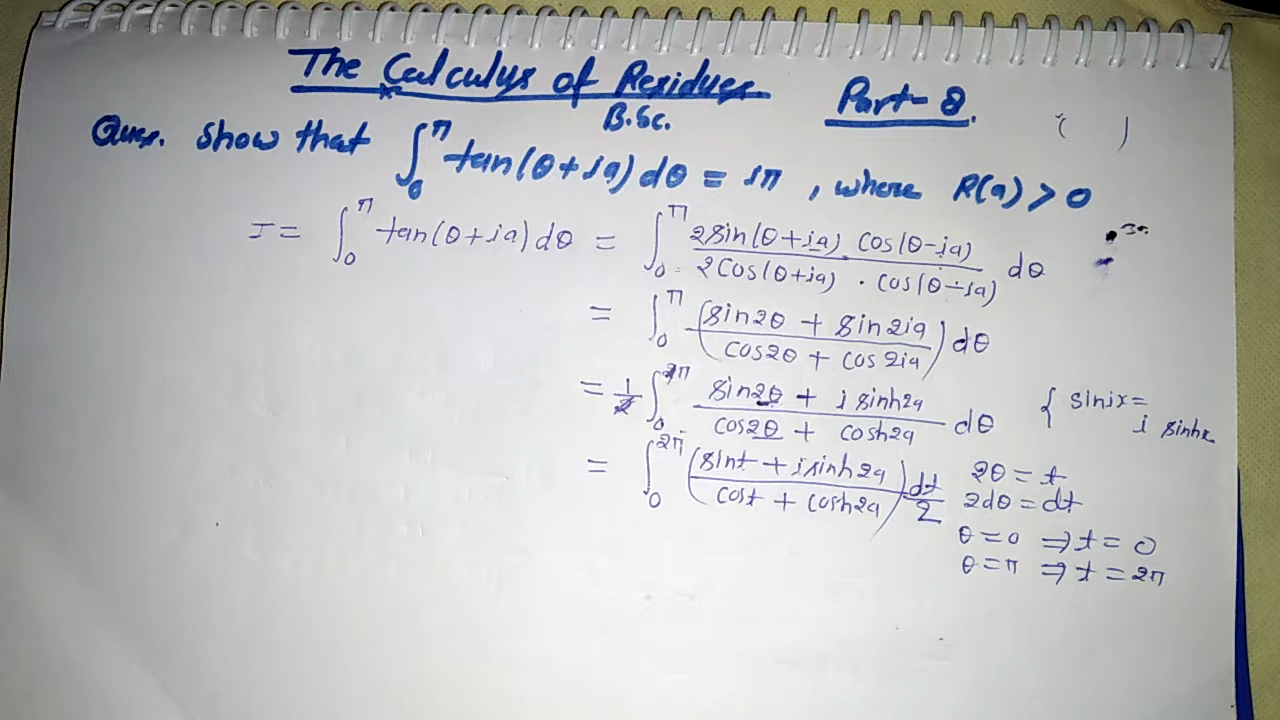 The Calculus of Residues Part-8.
B.Sc.
( )
Ques. Show that ∫₀^π tan(θ+ia) dθ = iπ, where R(a) > 0
I = ∫₀^π tan(θ+ia) dθ = ∫₀^π 2sin(θ+ia) . cos(θ-ia) / 2cos(θ+ia) . cos(θ-ia) dθ
= ∫₀^π (sin2θ + sin2ia / cos2θ + cos2ia) dθ
= 1/2 ∫₀^2π sin2θ + i sinh2a / cos2θ + cosh2a dθ { sin ix =
i sinhx
= ∫₀^2π (sint + i sinh2a / cost + cosh2a) dt/2 2θ = t
2dθ = dt
θ = 0 ⇒ t = 0
θ = π ⇒ t = 2π